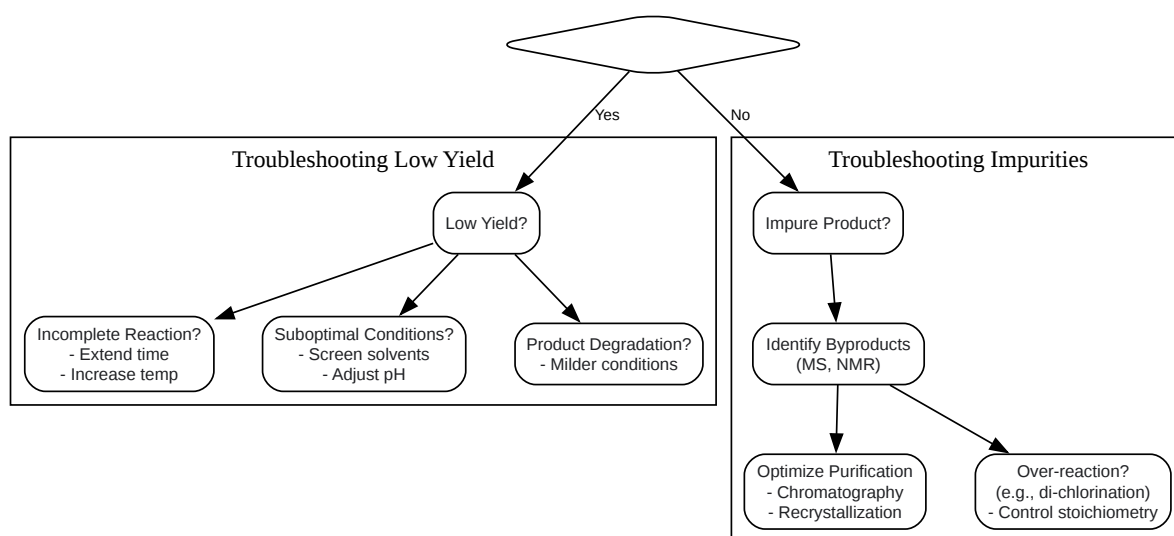 Yes
No
Troubleshooting Low Yield
Troubleshooting Impurities
Low Yield?
Impure Product?
Incomplete Reaction?
- Extend time
- Increase temp
Suboptimal Conditions?
- Screen solvents
- Adjust pH
Product Degradation?
- Milder conditions
Identify Byproducts
(MS, NMR)
Optimize Purification
- Chromatography
- Recrystallization
Over-reaction?
(e.g., di-chlorination)
- Control stoichiometry